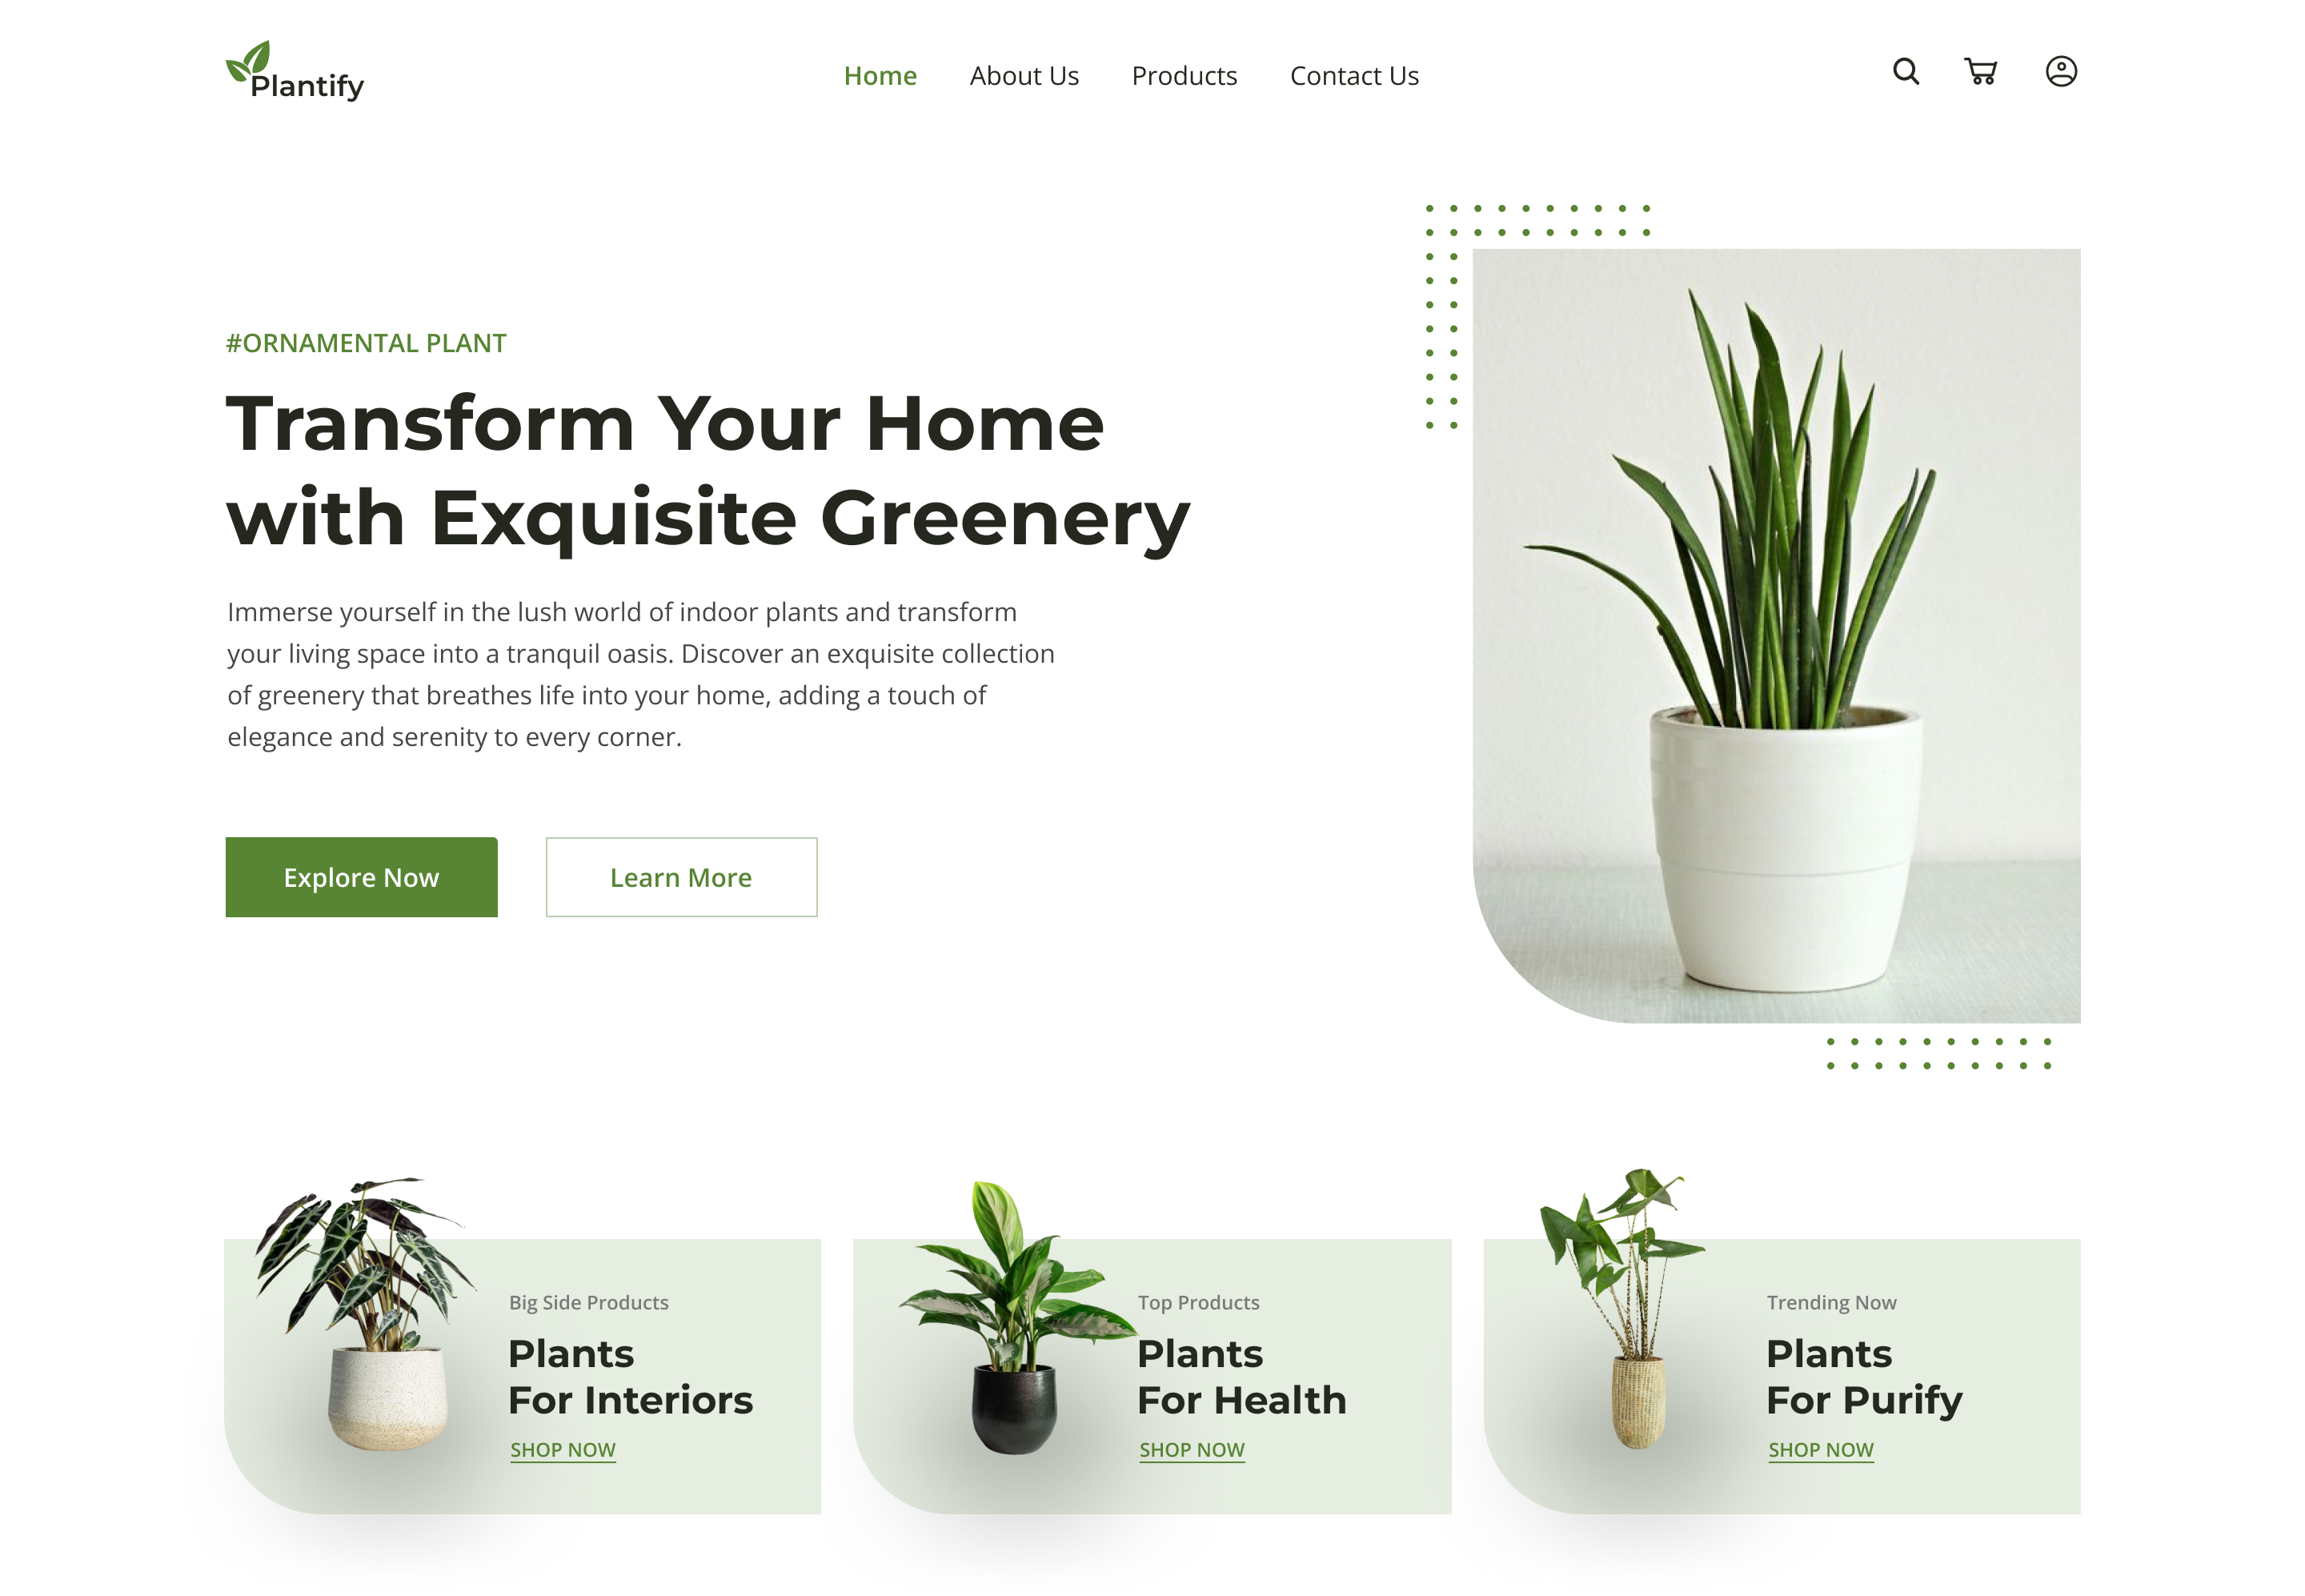 Plantify
Home About Us Products Contact Us
#ORNAMENTAL PLANT
Transform Your Home
with Exquisite Greenery
Immerse yourself in the lush world of indoor plants and transform
your living space into a tranquil oasis. Discover an exquisite collection
of greenery that breathes life into your home, adding a touch of
elegance and serenity to every corner.
Explore Now
Learn More
Big Side Products
Plants
For Interiors
SHOP NOW
Top Products
Plants
For Health
SHOP NOW
Trending Now
Plants
For Purify
SHOP NOW